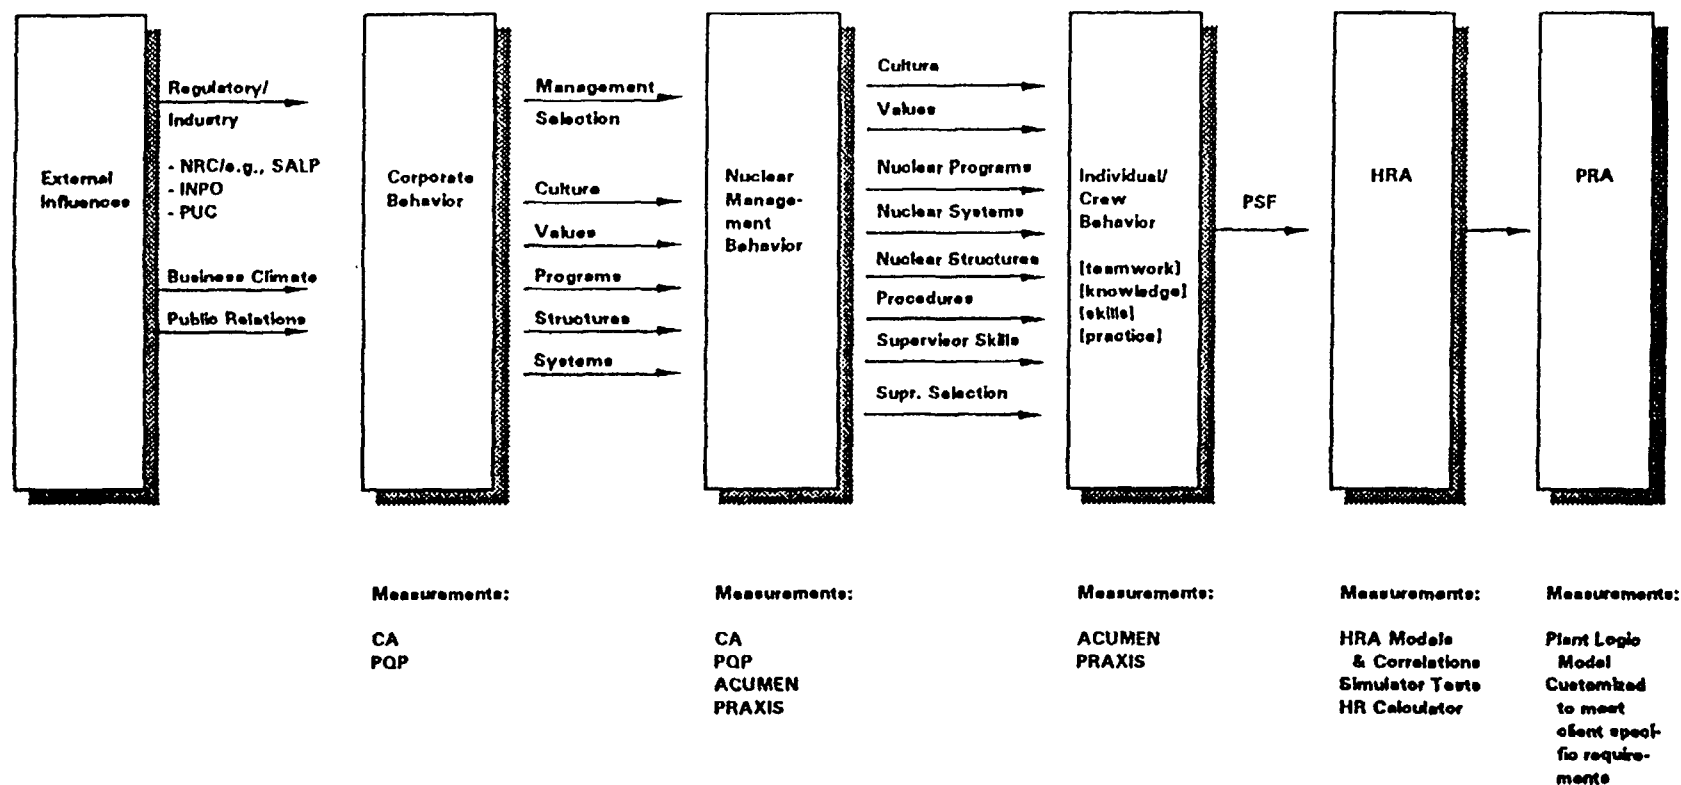 External
Influences
Regulatory/
Industry
- NRC/e.g., SALP
- INPO
- PUC
Business Climate
Public Relations
Corporate
Behavior
Management
Selection
Culture
Values
Programs
Structures
Systems
Nuclear
Manage-
ment
Behavior
Culture
Values
Nuclear Programs
Nuclear Systems
Nuclear Structures
Procedures
Supervisor Skills
Supr. Selection
Individual/
Crew
Behavior
[teamwork]
[knowledge]
[skills]
[practice]
PSF
HRA
PRA
Measurements:
CA
PQP
Measurements:
CA
PQP
ACUMEN
PRAXIS
Measurements:
ACUMEN
PRAXIS
Measurements:
HRA Models
& Correlations
Simulator Tests
HR Calculator
Measurements:
Plant Logic
Model
Customized
to meet
client speci-
fic require-
ments